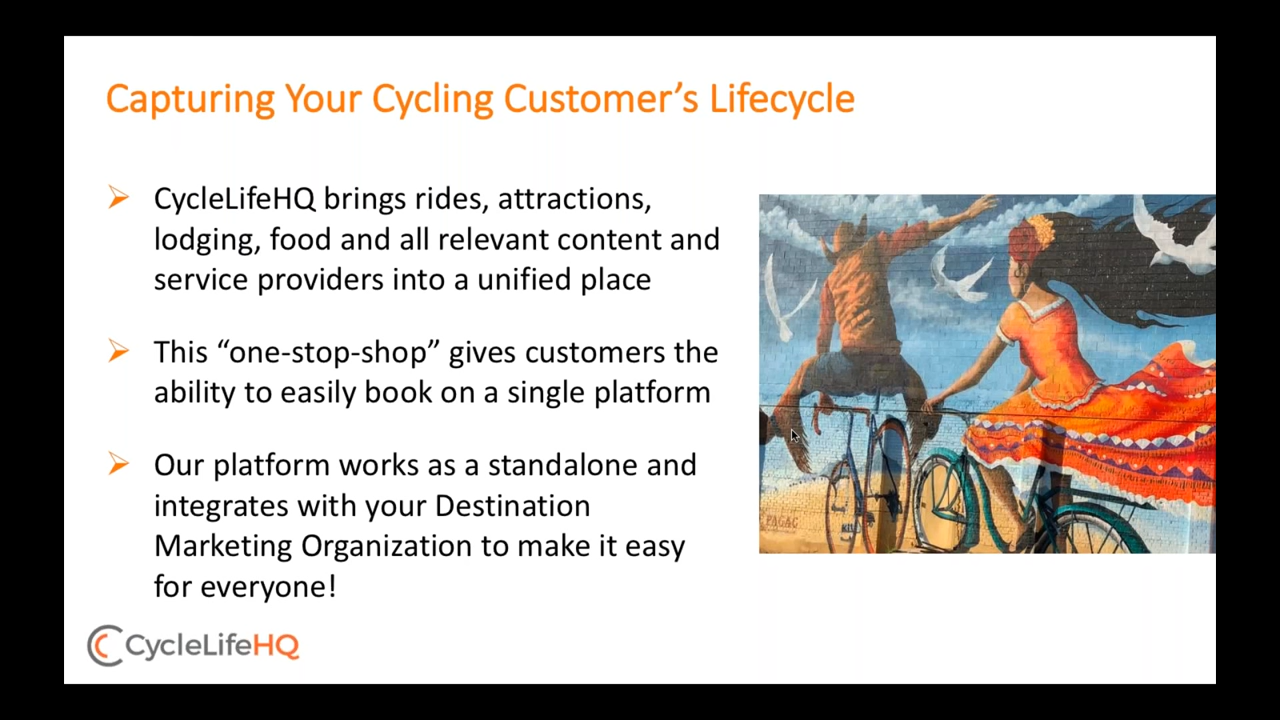 Capturing Your Cycling Customer’s Lifecycle
CycleLifeHQ brings rides, attractions,
lodging, food and all relevant content and
service providers into a unified place
This “one-stop-shop” gives customers the
ability to easily book on a single platform
Our platform works as a standalone and
integrates with your Destination
Marketing Organization to make it easy
for everyone!
PAGAC
CycleLifeHQ